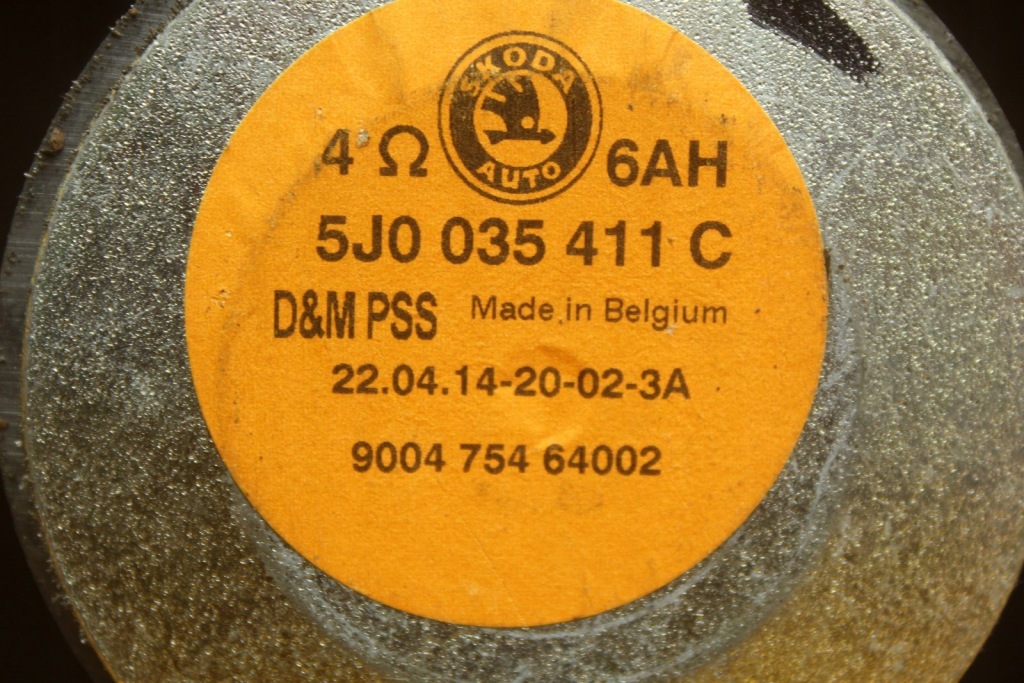 SKODA
AUTO
4 Ω 6AH
5J0 035 411 C
D&M PSS Made in Belgium
22.04.14-20-02-3A
9004 754 64002